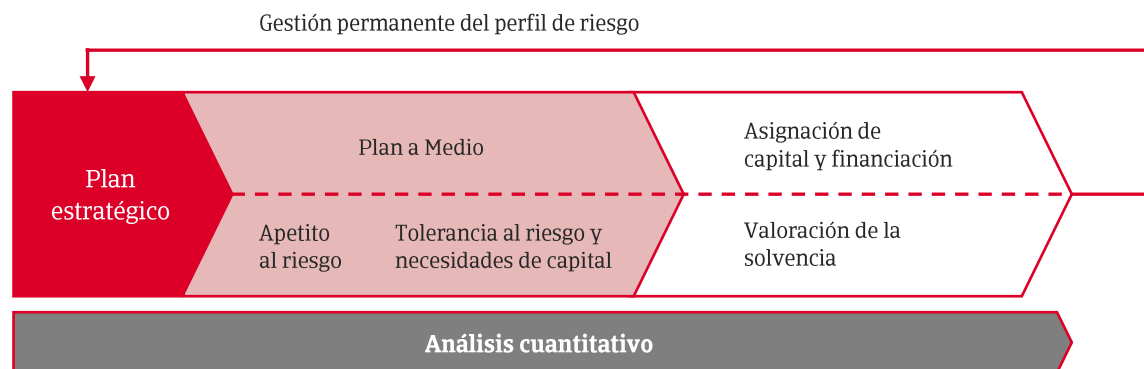 Gestión permanente del perfil de riesgo
Plan
estratégico
Plan a Medio
Apetito
al riesgo
Tolerancia al riesgo y
necesidades de capital
Asignación de
capital y financiación
Valoración de la
solvencia
Análisis cuantitativo